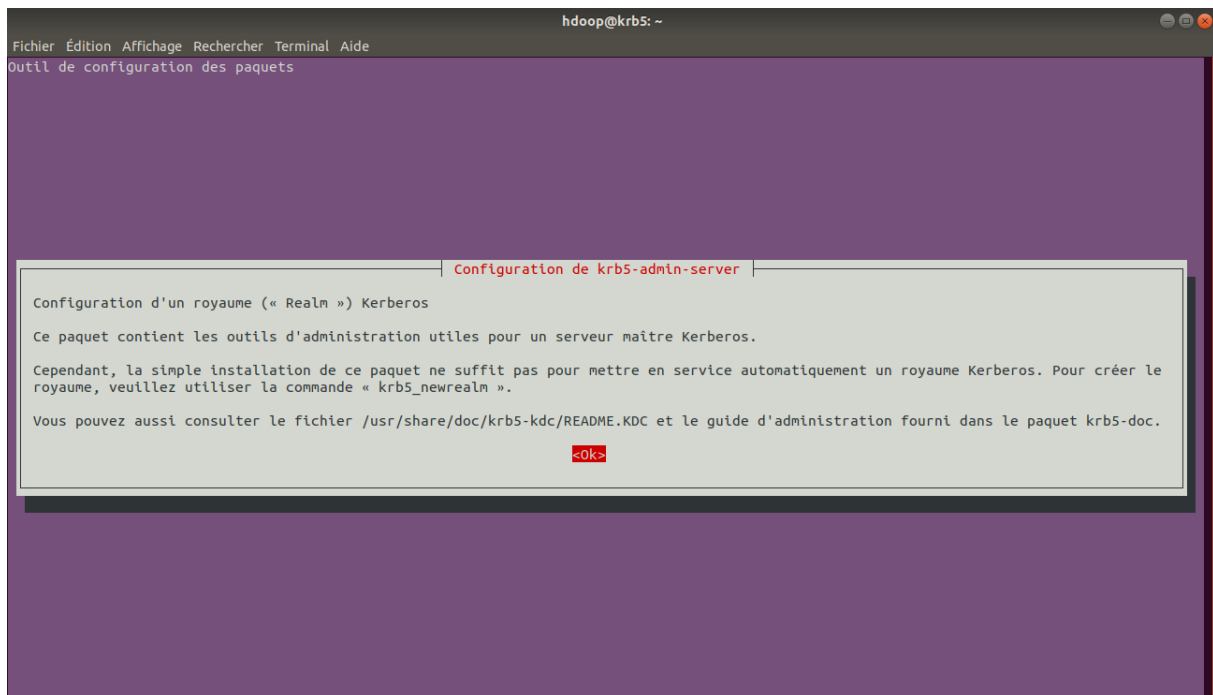 hdoop@krb5: ~
Fichier Édition Affichage Rechercher Terminal Aide
Outil de configuration des paquets
Configuration de krb5-admin-server
Configuration d'un royaume (« Realm ») Kerberos
Ce paquet contient les outils d'administration utiles pour un serveur maître Kerberos.
Cependant, la simple installation de ce paquet ne suffit pas pour mettre en service automatiquement un royaume Kerberos. Pour créer le
royaume, veuillez utiliser la commande « krb5_newrealm ».
Vous pouvez aussi consulter le fichier /usr/share/doc/krb5-kdc/README.KDC et le guide d'administration fourni dans le paquet krb5-doc.
<Ok>